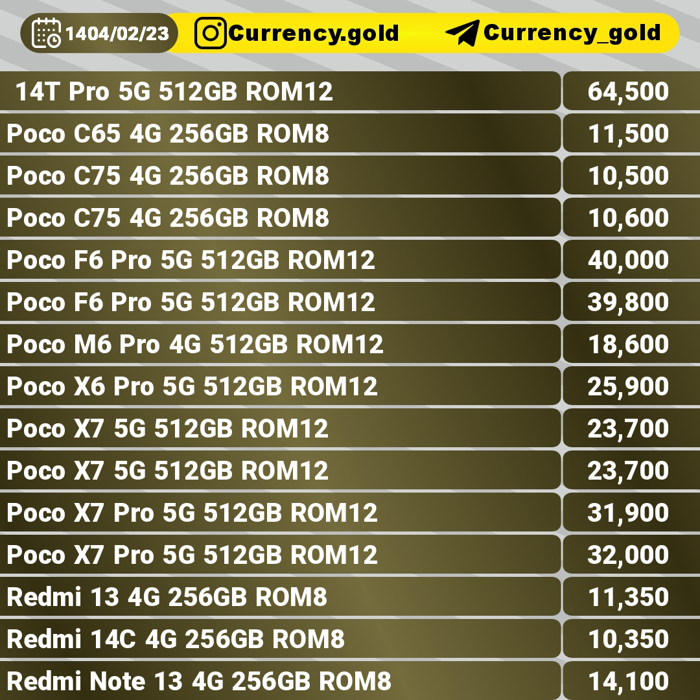 1404/02/23 Currency.gold Currency_gold
14T Pro 5G 512GB ROM12 64,500
Poco C65 4G 256GB ROM8 11,500
Poco C75 4G 256GB ROM8 10,500
Poco C75 4G 256GB ROM8 10,600
Poco F6 Pro 5G 512GB ROM12 40,000
Poco F6 Pro 5G 512GB ROM12 39,800
Poco M6 Pro 4G 512GB ROM12 18,600
Poco X6 Pro 5G 512GB ROM12 25,900
Poco X7 5G 512GB ROM12 23,700
Poco X7 5G 512GB ROM12 23,700
Poco X7 Pro 5G 512GB ROM12 31,900
Poco X7 Pro 5G 512GB ROM12 32,000
Redmi 13 4G 256GB ROM8 11,350
Redmi 14C 4G 256GB ROM8 10,350
Redmi Note 13 4G 256GB ROM8 14,100